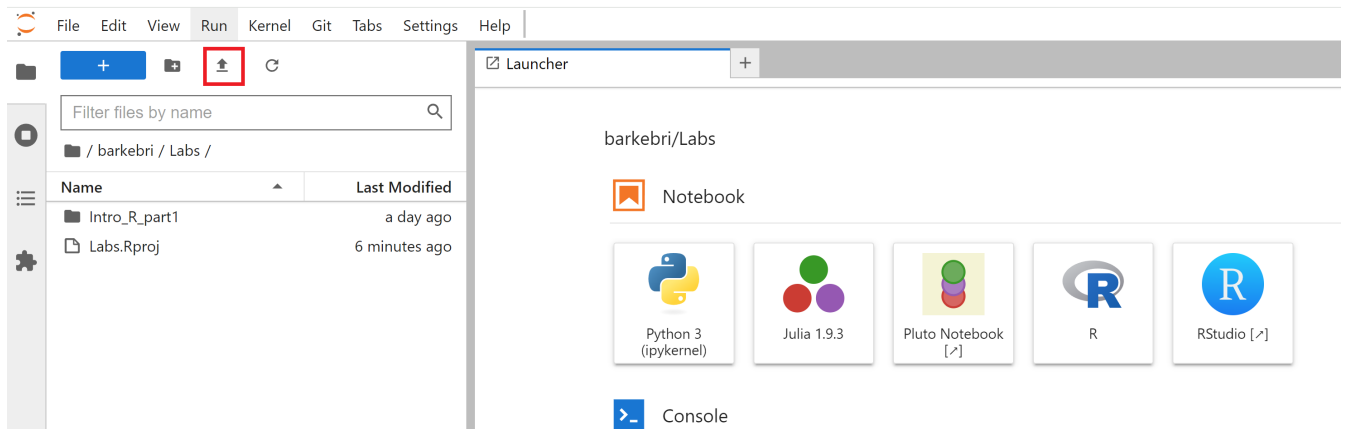 File Edit View Run Kernel Git Tabs Settings Help
+
Launcher
+
Filter files by name
/ barkebri / Labs /
Name Last Modified
Intro_R_part1 a day ago
Labs.Rproj 6 minutes ago
barkebri/Labs
Notebook
R R
Python 3 Julia 1.9.3 Pluto Notebook R RStudio [↗]
(ipykernel) [↗]
Console